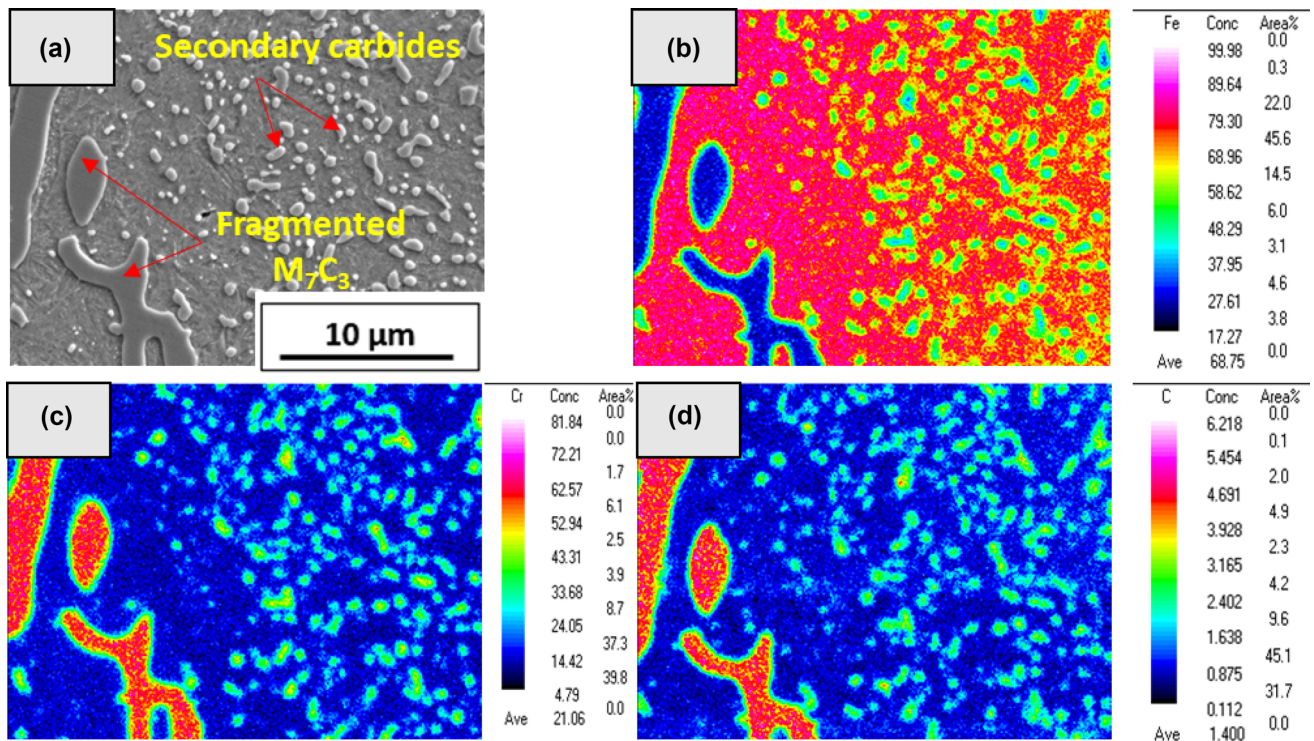 (a)
Secondary carbides
Fragmented
M₇C₃
10 μm
(b)
Fe Conc Area%
99.98 0.0
89.64 0.3
79.30 22.0
68.96 45.6
58.62 14.5
48.29 6.0
37.95 3.1
27.61 4.6
17.27 3.8
0.0
Ave 68.75
(c)
Cr Conc Area%
81.84 0.0
72.21 0.0
62.57 1.7
52.94 6.1
43.31 2.5
33.68 3.9
24.05 8.7
14.42 37.3
4.79 39.8
0.0
Ave 21.06
(d)
C Conc Area%
6.218 0.0
5.454 0.1
4.691 2.0
3.928 4.9
3.165 2.3
2.402 4.2
1.638 9.6
0.875 45.1
0.112 31.7
0.0
Ave 1.400